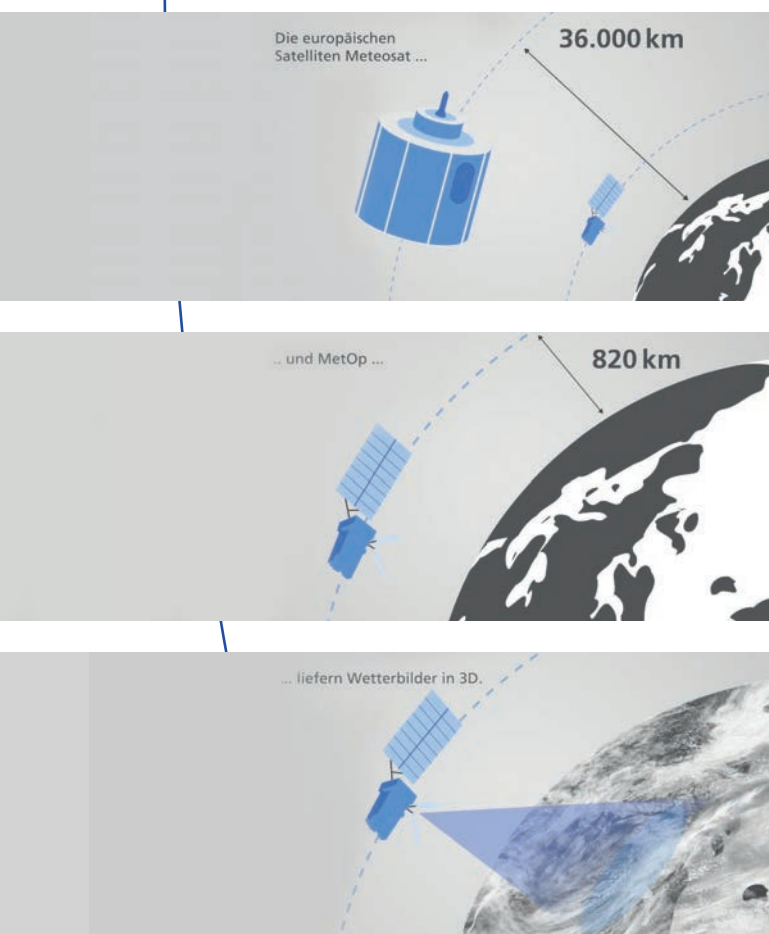 Die europäischen
Satelliten Meteosat ...
36.000 km
... und MetOp ...
820 km
... liefern Wetterbilder in 3D.